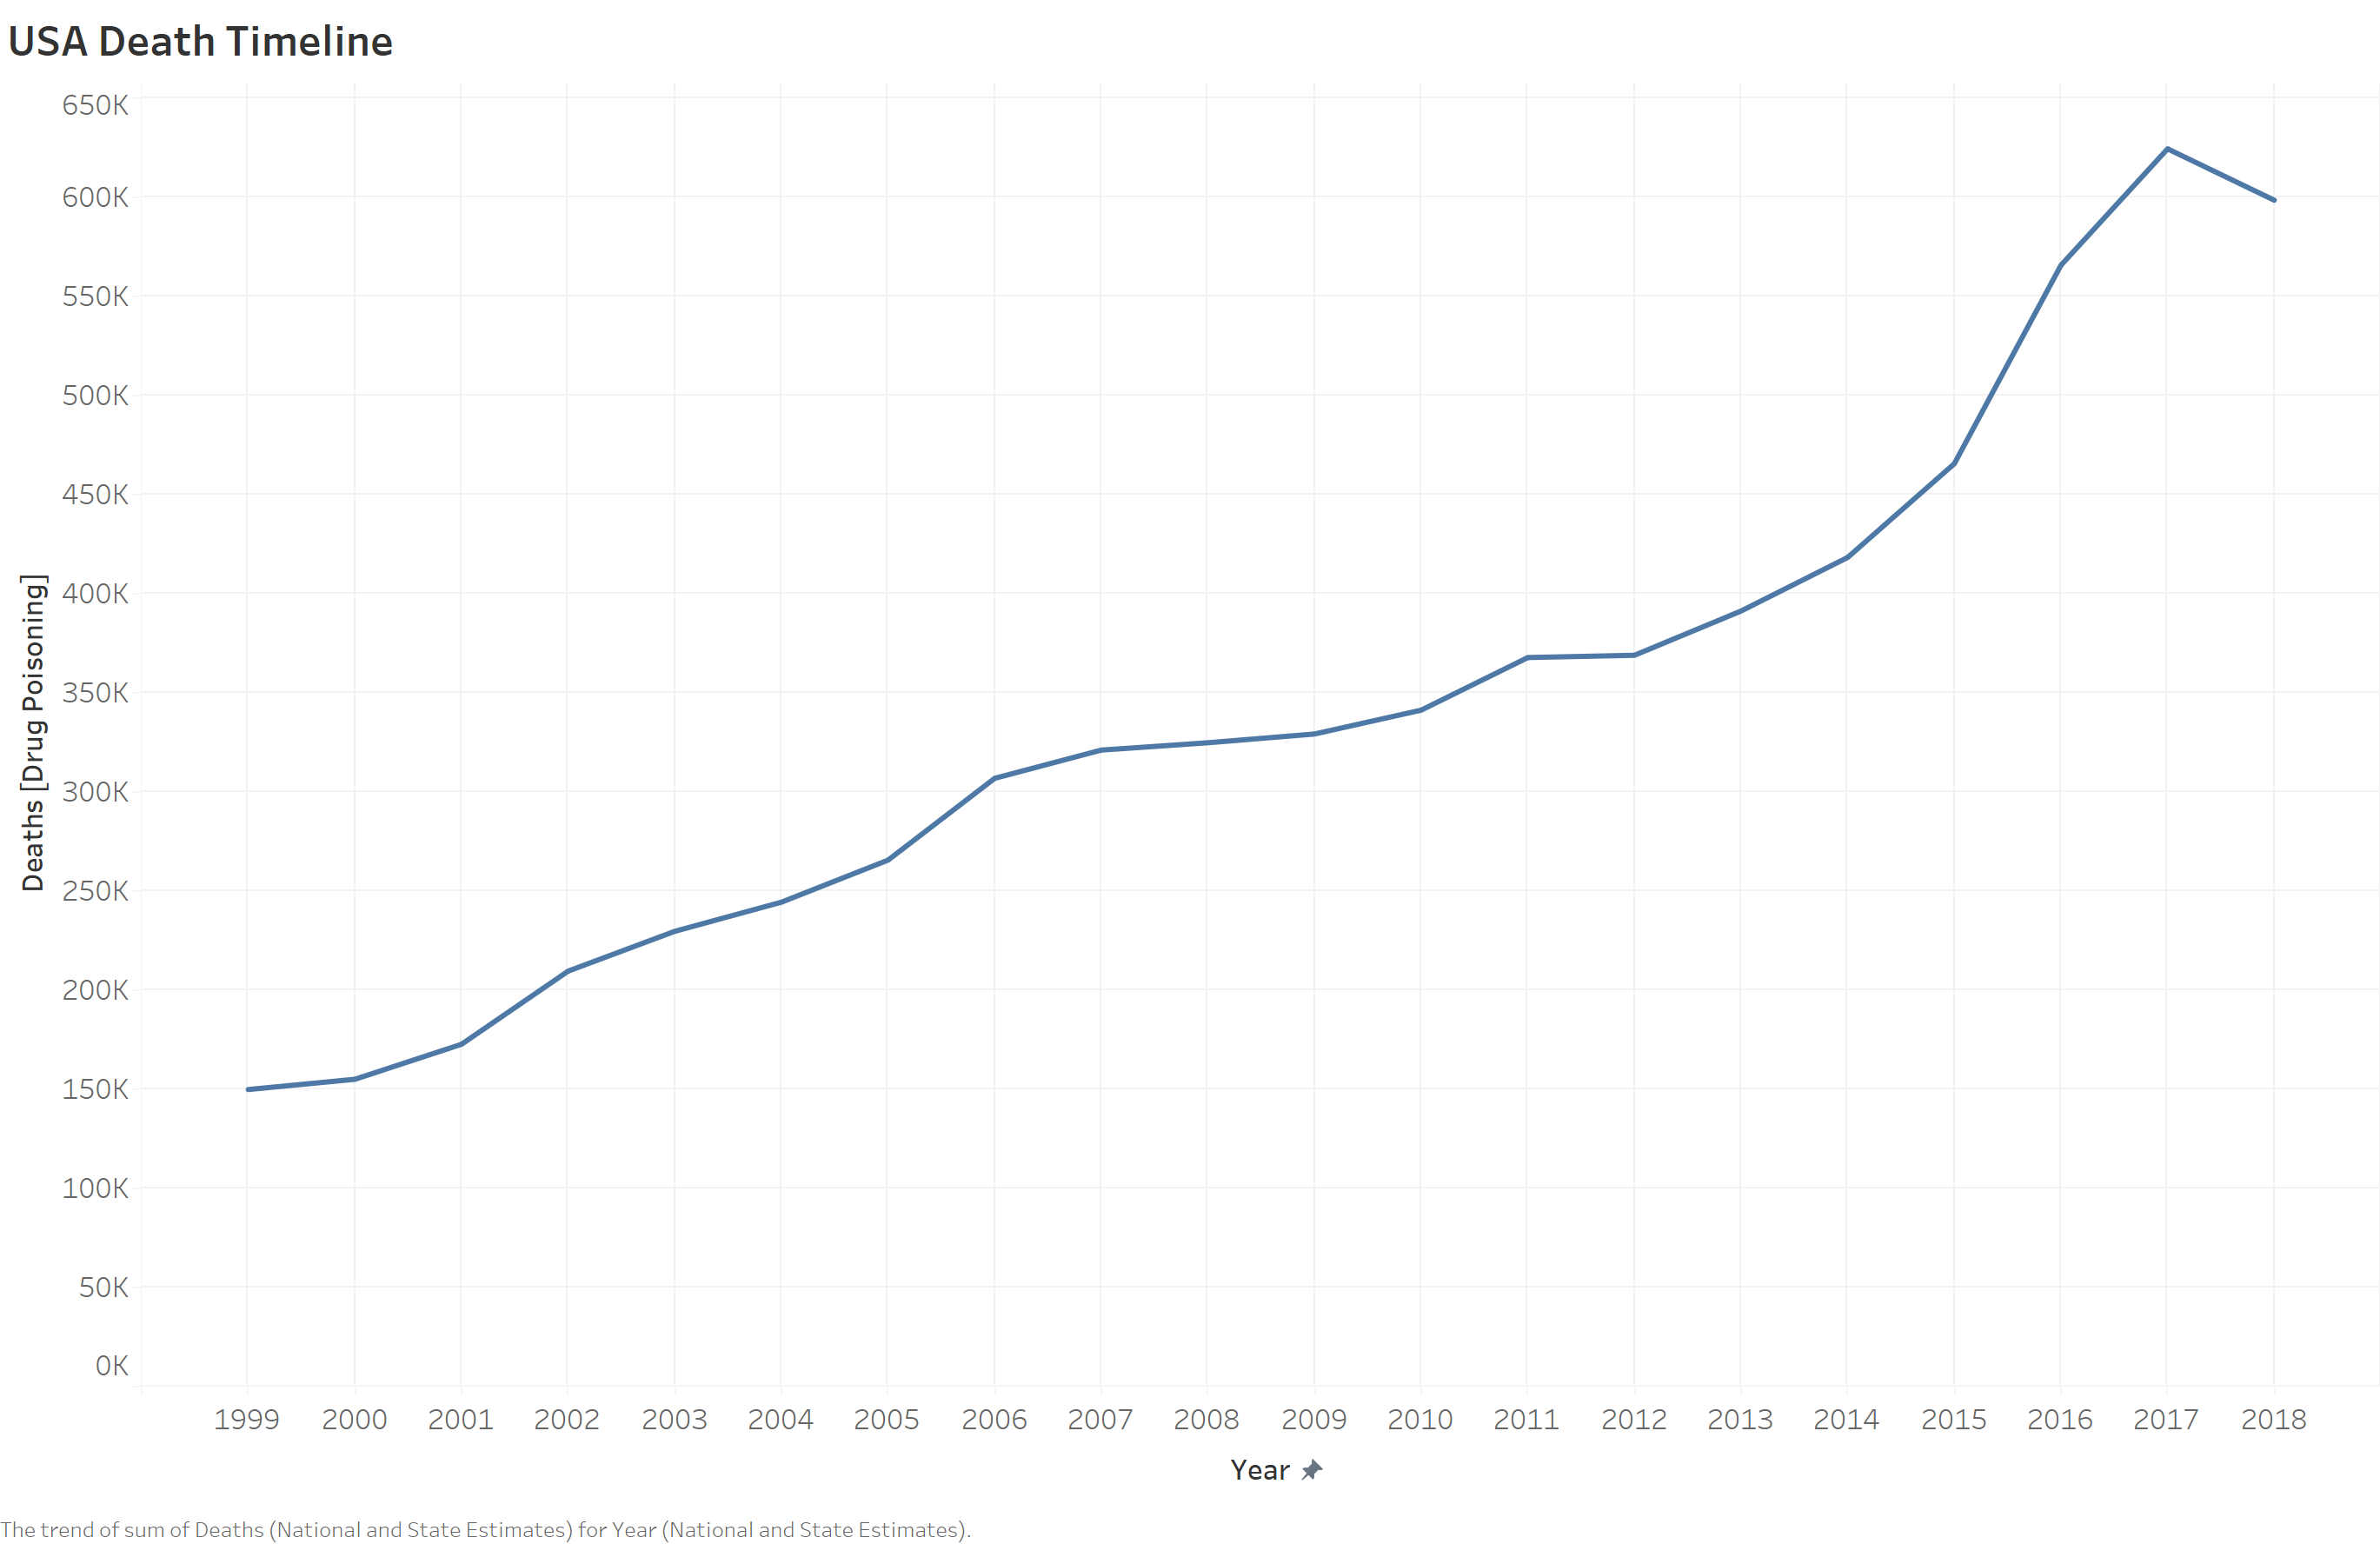 USA Death Timeline
650K
600K
550K
500K
450K
400K
350K
300K
250K
200K
150K
100K
50K
0K
Deaths [Drug Poisoning]
1999 2000 2001 2002 2003 2004 2005 2006 2007 2008 2009 2010 2011 2012 2013 2014 2015 2016 2017 2018
Year
The trend of sum of Deaths (National and State Estimates) for Year (National and State Estimates).